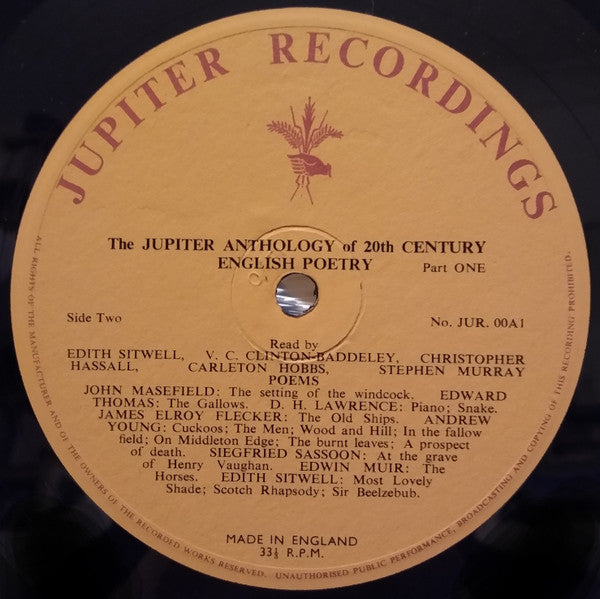 JUPITER RECORDINGS
The JUPITER ANTHOLOGY of 20th CENTURY
ENGLISH POETRY Part ONE
Side Two No. JUR. 00A1
Read by
EDITH SITWELL, V. C. CLINTON-BADDELEY, CHRISTOPHER
HASSALL, CARLETON HOBBS, STEPHEN MURRAY
POEMS
JOHN MASEFIELD: The setting of the windcock. EDWARD
THOMAS: The Gallows. D. H. LAWRENCE: Piano; Snake.
JAMES ELROY FLECKER: The Old Ships. ANDREW
YOUNG: Cuckoos; The Men; Wood and Hill; In the fallow
field; On Middleton Edge; The burnt leaves; A prospect
of death. SIEGFRIED SASSOON: At the grave
of Henry Vaughan. EDWIN MUIR: The
Horses. EDITH SITWELL: Most Lovely
Shade; Scotch Rhapsody; Sir Beelzebub.
MADE IN ENGLAND
33⅓ R.P.M.
ALL RIGHTS OF THE MANUFACTURER AND OF THE OWNERS OF THE RECORDED WORKS RESERVED. UNAUTHORISED PUBLIC PERFORMANCE, BROADCASTING AND COPYING OF THIS RECORDING PROHIBITED.